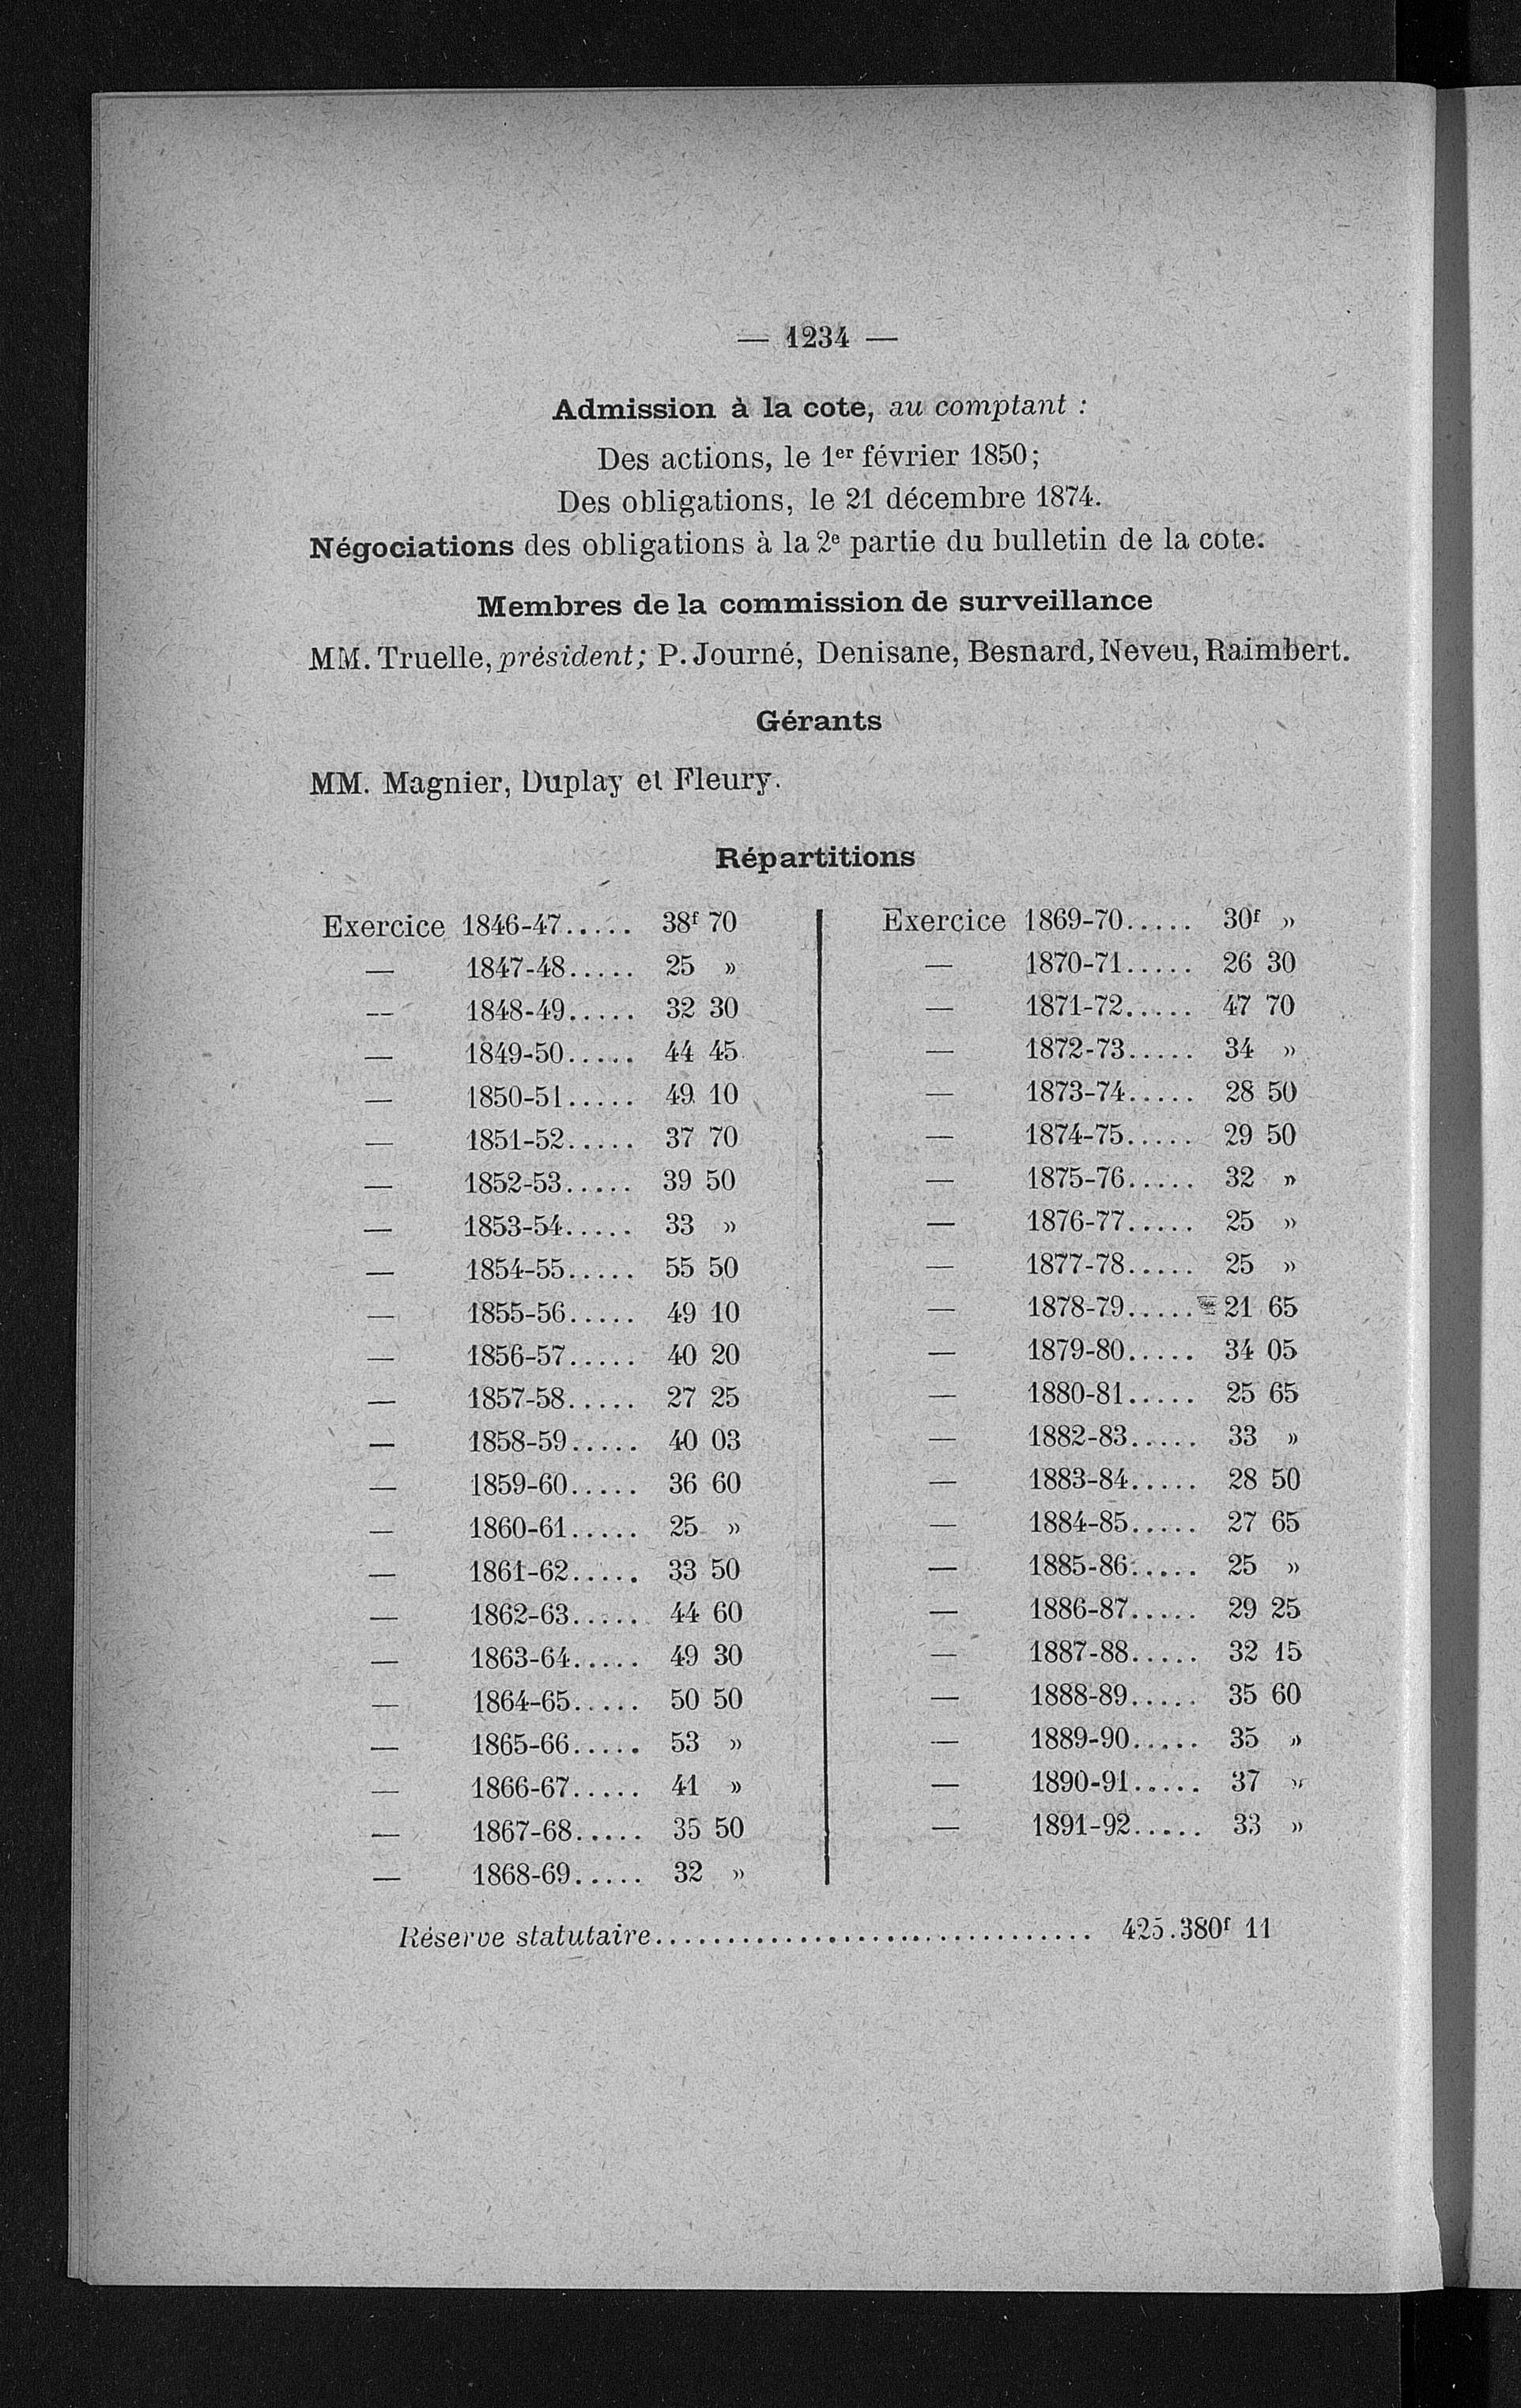 — 1234 —
Admission à la cote, au comptant :
Des actions, le 1er février 1850;
Des obligations, le 21 décembre 1874.
Négociations des obligations à la 2e partie du bulletin de la cote.
Membres de la commission de surveillance
MM. Truelle, président; P. Journé, Denisane, Besnard, Neveu, Raimbert.
Gérants
MM. Magnier, Duplay et Fleury.
Répartitions
Exercice 1846-47..... 38f 70
— 1847-48..... 25 »
— 1848-49..... 32 30
— 1849-50..... 44 45
— 1850-51..... 49 10
— 1851-52..... 37 70
— 1852-53..... 39 50
— 1853-54..... 33 »
— 1854-55..... 55 50
— 1855-56..... 49 10
— 1856-57..... 40 20
— 1857-58..... 27 25
— 1858-59..... 40 03
— 1859-60..... 36 60
— 1860-61..... 25 »
— 1861-62..... 33 50
— 1862-63..... 44 60
— 1863-64..... 49 30
— 1864-65..... 50 50
— 1865-66..... 53 »
— 1866-67..... 41 »
— 1867-68..... 35 50
— 1868-69..... 32 »
Exercice 1869-70..... 30f »
— 1870-71..... 26 30
— 1871-72..... 47 70
— 1872-73..... 34 »
— 1873-74..... 28 50
— 1874-75..... 29 50
— 1875-76..... 32 »
— 1876-77..... 25 »
— 1877-78..... 25 »
— 1878-79..... 21 65
— 1879-80..... 34 05
— 1880-81..... 25 65
— 1882-83..... 33 »
— 1883-84..... 28 50
— 1884-85..... 27 65
— 1885-86..... 25 »
— 1886-87..... 29 25
— 1887-88..... 32 15
— 1888-89..... 35 60
— 1889-90..... 35 »
— 1890-91..... 37 »
— 1891-92..... 33 »
Réserve statutaire............................... 425.380f 11